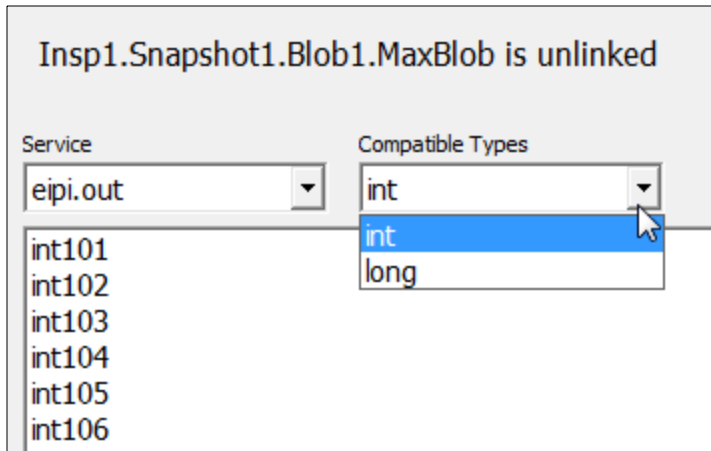 Insp1.Snapshot1.Blob1.MaxBlob is unlinked
Service Compatible Types
eipi.out int
int
long
int101
int102
int103
int104
int105
int106